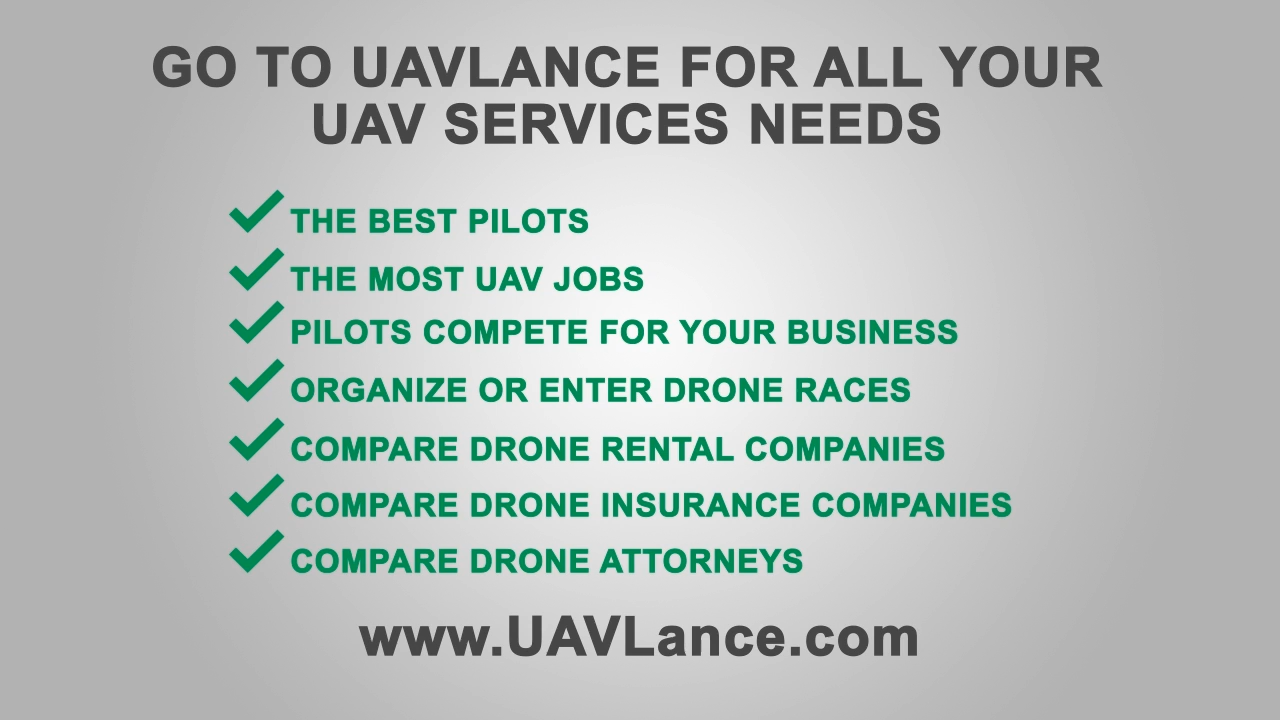 GO TO UAVLANCE FOR ALL YOUR
UAV SERVICES NEEDS
THE BEST PILOTS
THE MOST UAV JOBS
PILOTS COMPETE FOR YOUR BUSINESS
ORGANIZE OR ENTER DRONE RACES
COMPARE DRONE RENTAL COMPANIES
COMPARE DRONE INSURANCE COMPANIES
COMPARE DRONE ATTORNEYS
www.UAVLance.com